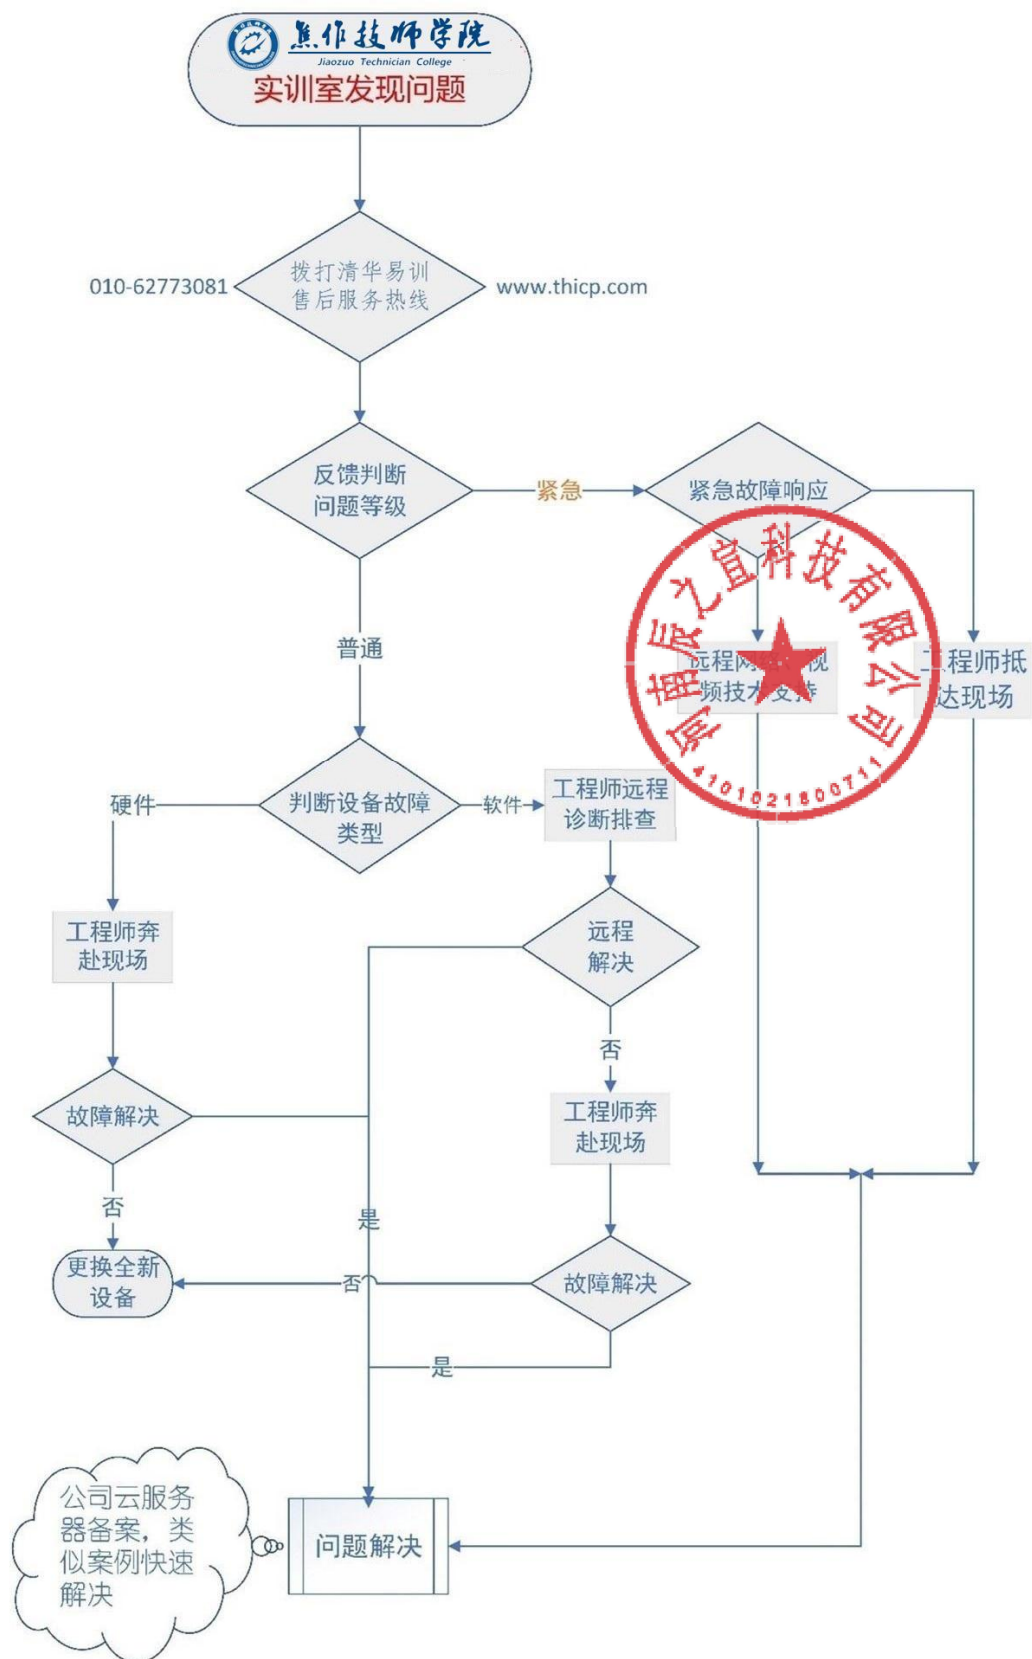 焦作技师学院
Jiaozuo Technician College
实训室发现问题
010-62773081
拨打清华易训
售后服务热线
www.thicp.com
反馈判断
问题等级
紧急
紧急故障响应
河南辰之宜科技有限公司
4101021800711
普通
远程网络、视
频技术支持
工程师抵
达现场
硬件
判断设备故障
类型
软件
工程师远程
诊断排查
工程师奔
赴现场
远程
解决
否
工程师奔
赴现场
故障解决
否
是
更换全新
设备
否
故障解决
是
公司云服务
器备案，类
似案例快速
解决
问题解决